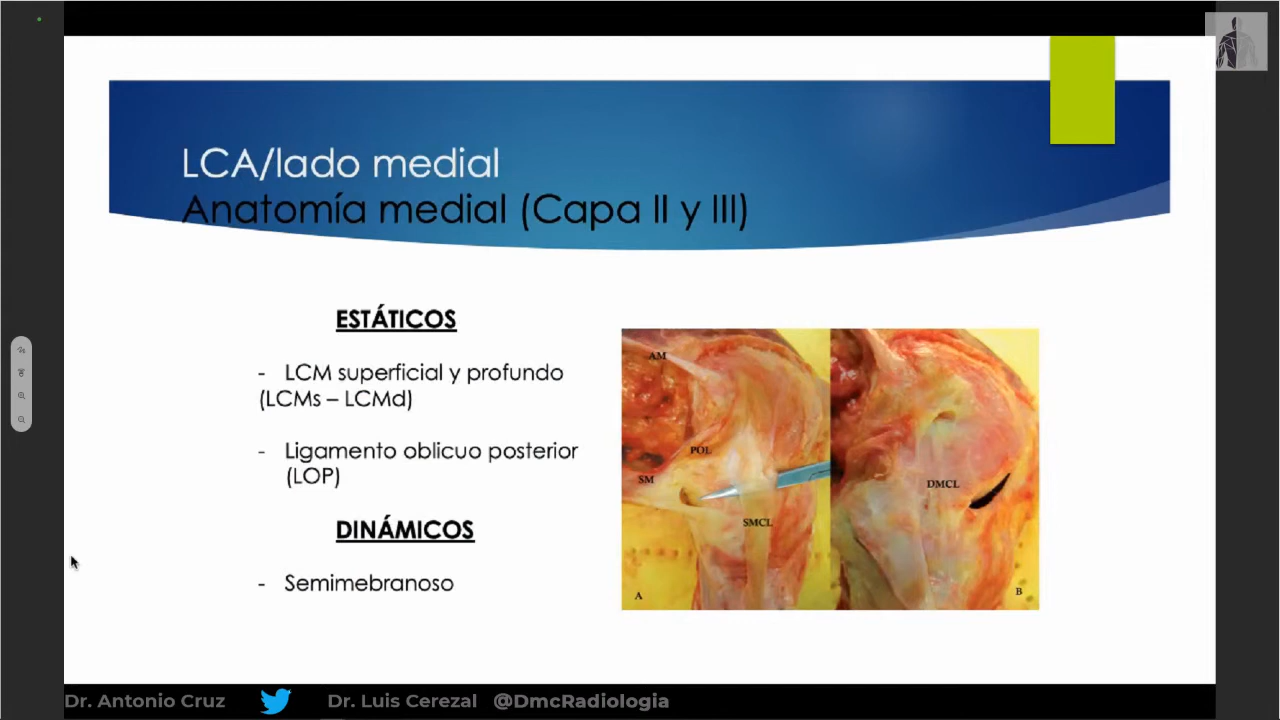 LCA/lado medial
Anatomía medial (Capa II y III)
ESTÁTICOS
- LCM superficial y profundo
(LCMs – LCMd)
- Ligamento oblicuo posterior
(LOP)
DINÁMICOS
- Semimebranoso
AM
POL
SM
SMCL
A
DMCL
B
Dr. Antonio Cruz
Dr. Luis Cerezal @DmcRadiologia